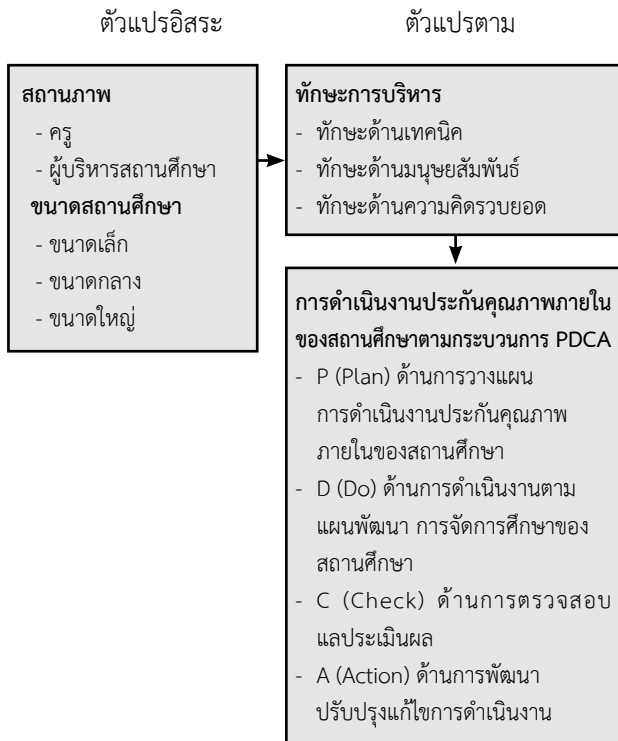 ตัวแปรอิสระ
ตัวแปรตาม
สถานภาพ
- ครู
- ผู้บริหารสถานศึกษา
ขนาดสถานศึกษา
- ขนาดเล็ก
- ขนาดกลาง
- ขนาดใหญ่
ทักษะการบริหาร
- ทักษะด้านเทคนิค
- ทักษะด้านมนุษยสัมพันธ์
- ทักษะด้านความคิดรวบยอด
การดำเนินงานประกันคุณภาพภายใน
ของสถานศึกษาตามกระบวนการ PDCA
- P (Plan) ด้านการวางแผน
การดำเนินงานประกันคุณภาพ
ภายในของสถานศึกษา
- D (Do) ด้านการดำเนินงานตาม
แผนพัฒนา การจัดการศึกษาของ
สถานศึกษา
- C (Check) ด้านการตรวจสอบ
แลประเมินผล
- A (Action) ด้านการพัฒนา
ปรับปรุงแก้ไขการดำเนินงาน